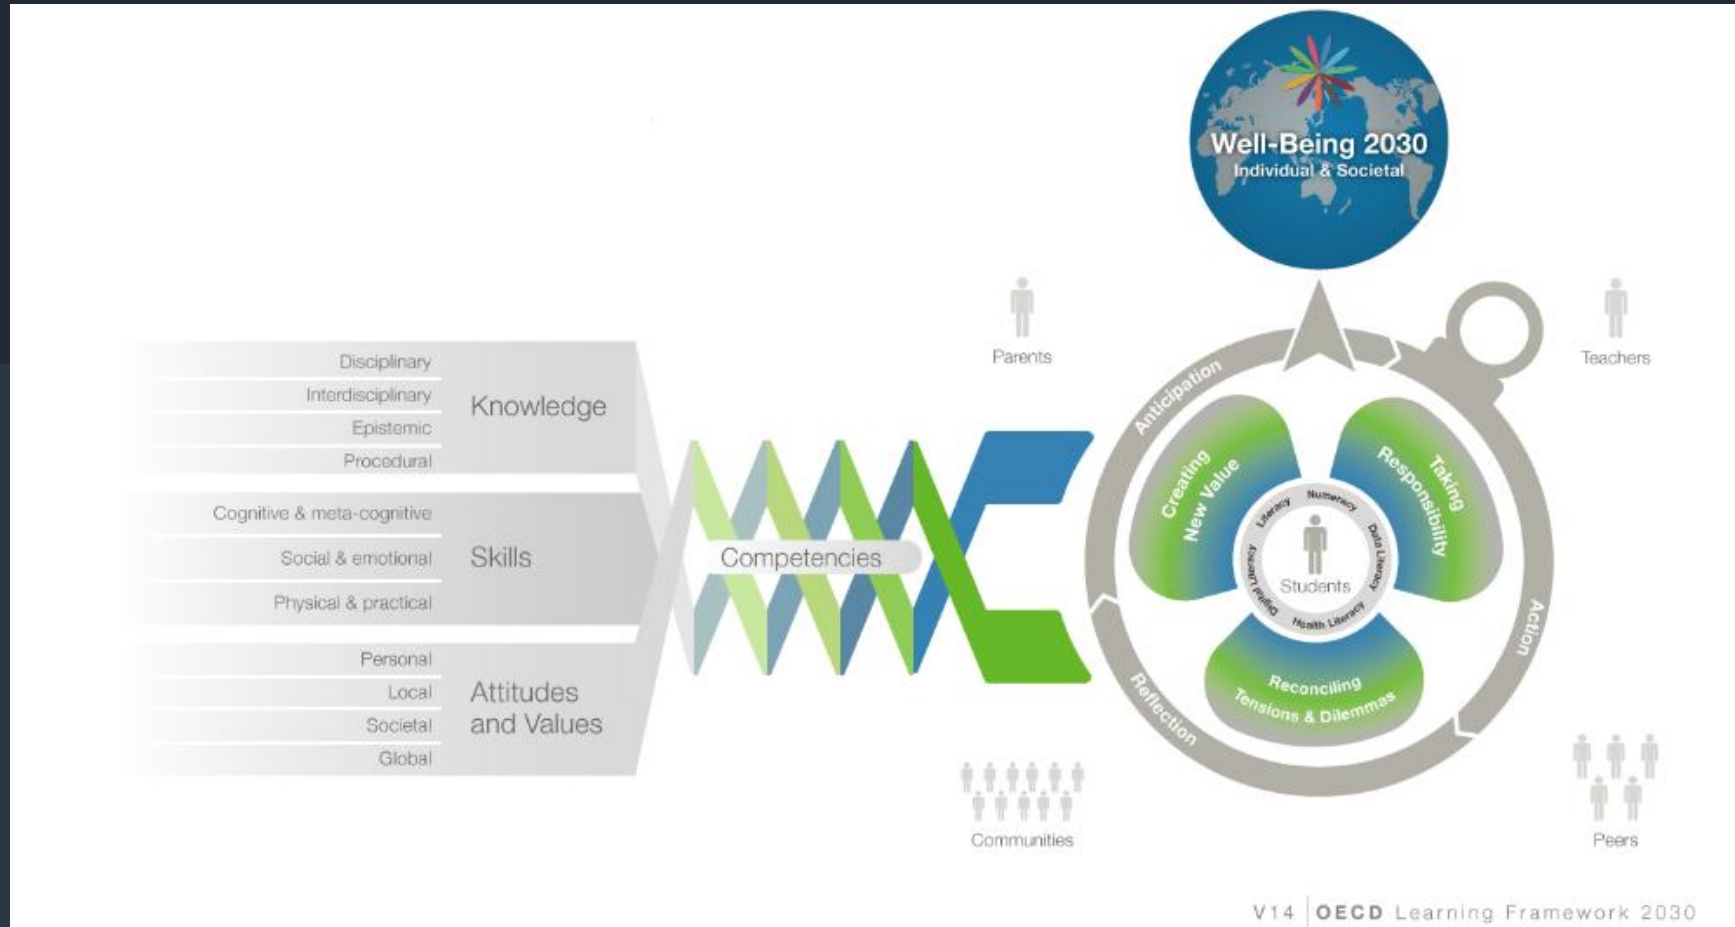 Well-Being 2030
Individual & Societal
Parents
Teachers
Disciplinary
Interdisciplinary
Epistemic
Procedural
Knowledge
Cognitive & meta-cognitive
Social & emotional
Physical & practical
Skills
Personal
Local
Societal
Global
Attitudes
and Values
Competencies
Anticipation
Action
Reflection
Creating
New Value
Taking
Responsibility
Reconciling
Tensions & Dilemmas
Literacy
Numeracy
Data Literacy
Health Literacy
Digital Literacy
Students
Communities
Peers
V14 OECD Learning Framework 2030